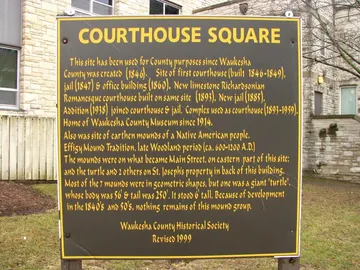 COURTHOUSE SQUARE
This site has been used for County purposes since Waukesha
County was created (1846). Site of first courthouse (built 1846-1849),
jail (1847) & office building (1860). New limestone Richardsonian
Romanesque courthouse built on same site (1893). New jail (1885),
Addition (1938) joined courthouse & jail. Complex used as courthouse (1893-1959).
Home of Waukesha County Museum since 1914.
Also was site of earthen mounds of a Native American people,
Effigy Mound Tradition, late Woodland period (ca. 600-1200 A.D.)
The mounds were on what became Main Street, on eastern part of this site;
and the turtle and 2 others on St. Josephs property in back of this building.
Most of the 7 mounds were in geometric shapes, but one was a giant "turtle",
whose body was 56' & tail was 250'. It stood 6' tall. Because of development
in the 1840's and 50's, nothing remains of this mound group.
Waukesha County Historical Society
Revised 1999